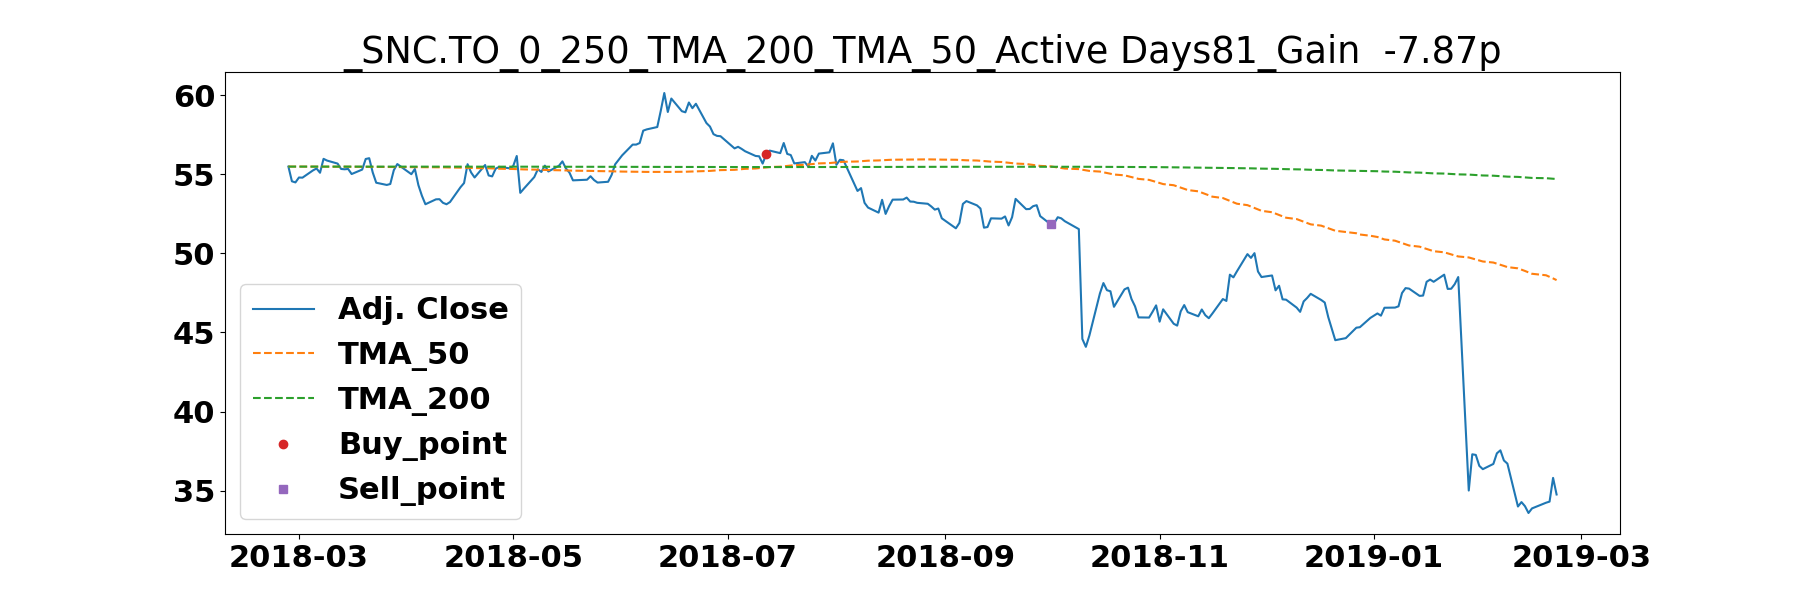 _SNC.TO_0_250_TMA_200_TMA_50_Active Days81_Gain  -7.87p
60
55
50
45
40
35
Adj. Close
TMA_50
TMA_200
Buy_point
Sell_point
2018-03 2018-05 2018-07 2018-09 2018-11 2019-01 2019-03